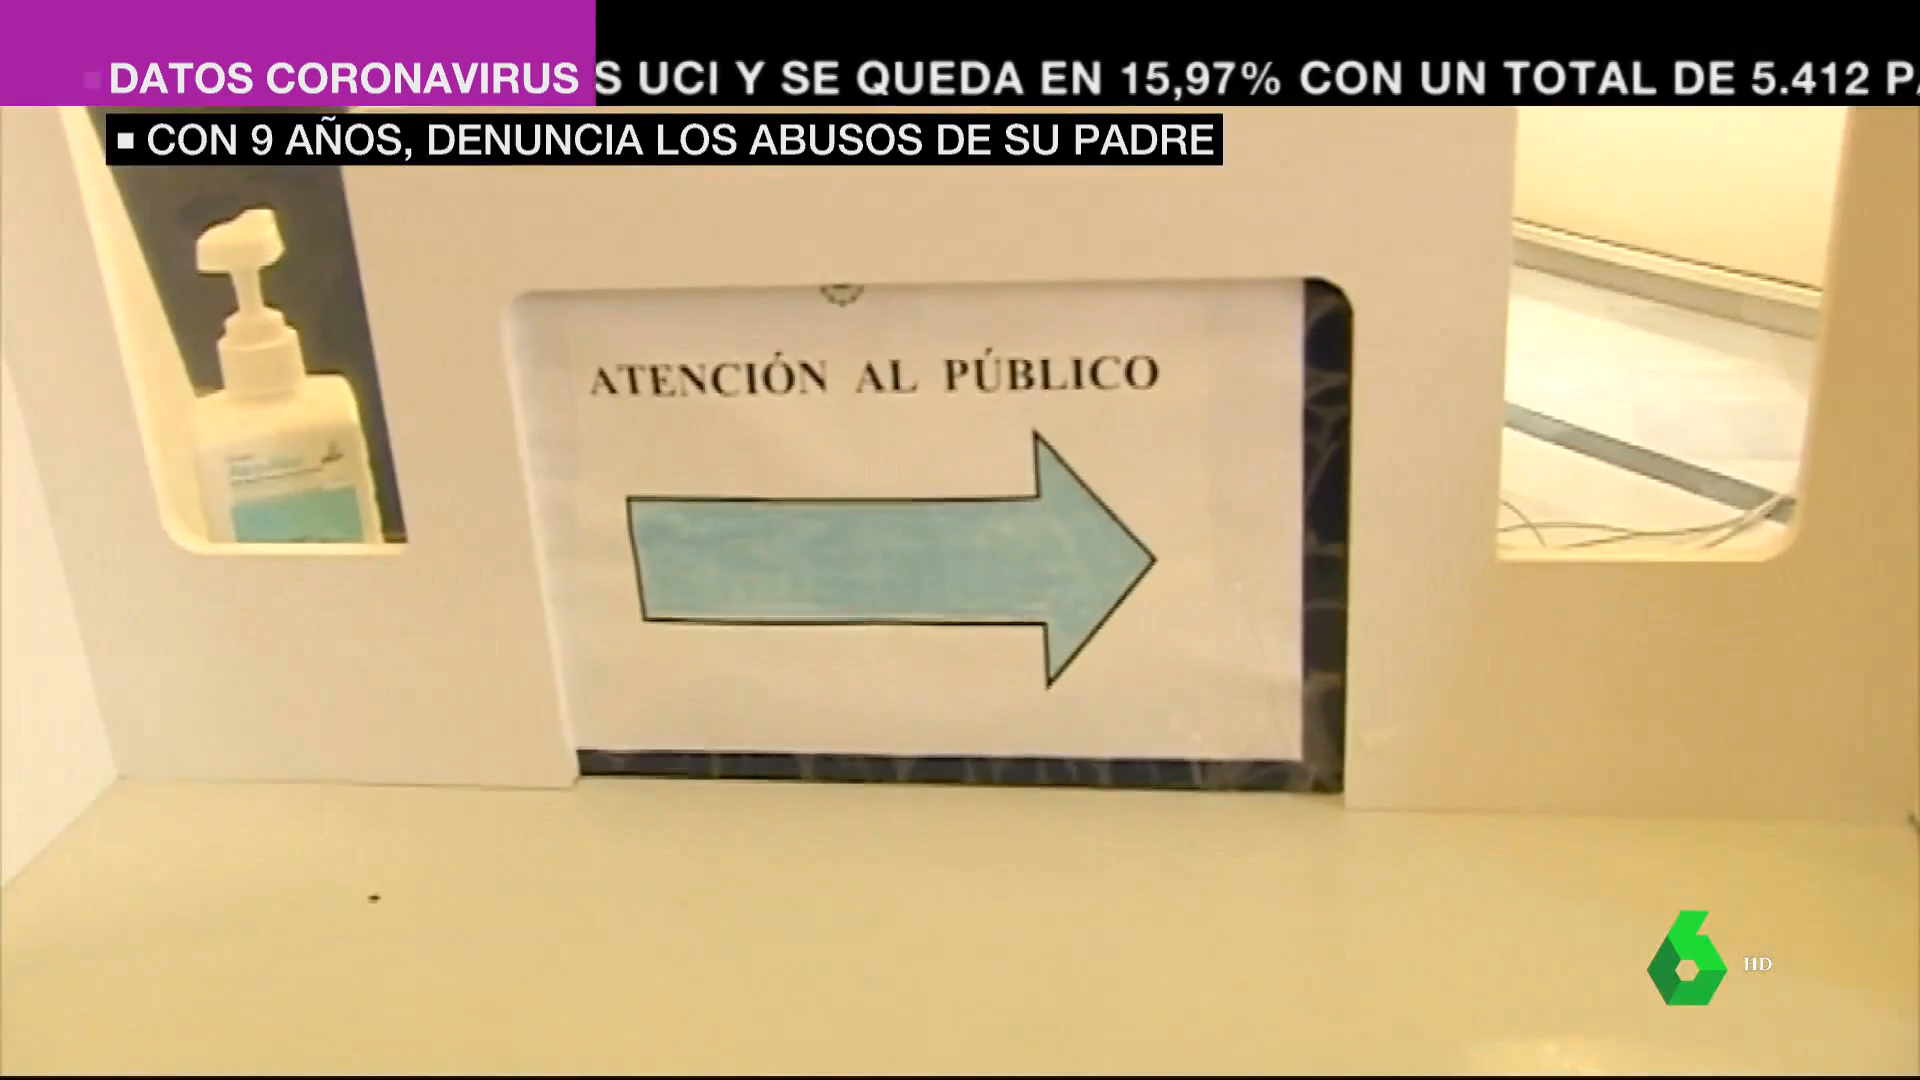 DATOS CORONAVIRUS S UCI Y SE QUEDA EN 15,97% CON UN TOTAL DE 5.412
CON 9 AÑOS, DENUNCIA LOS ABUSOS DE SU PADRE
ATENCIÓN AL PÚBLICO
6 HD